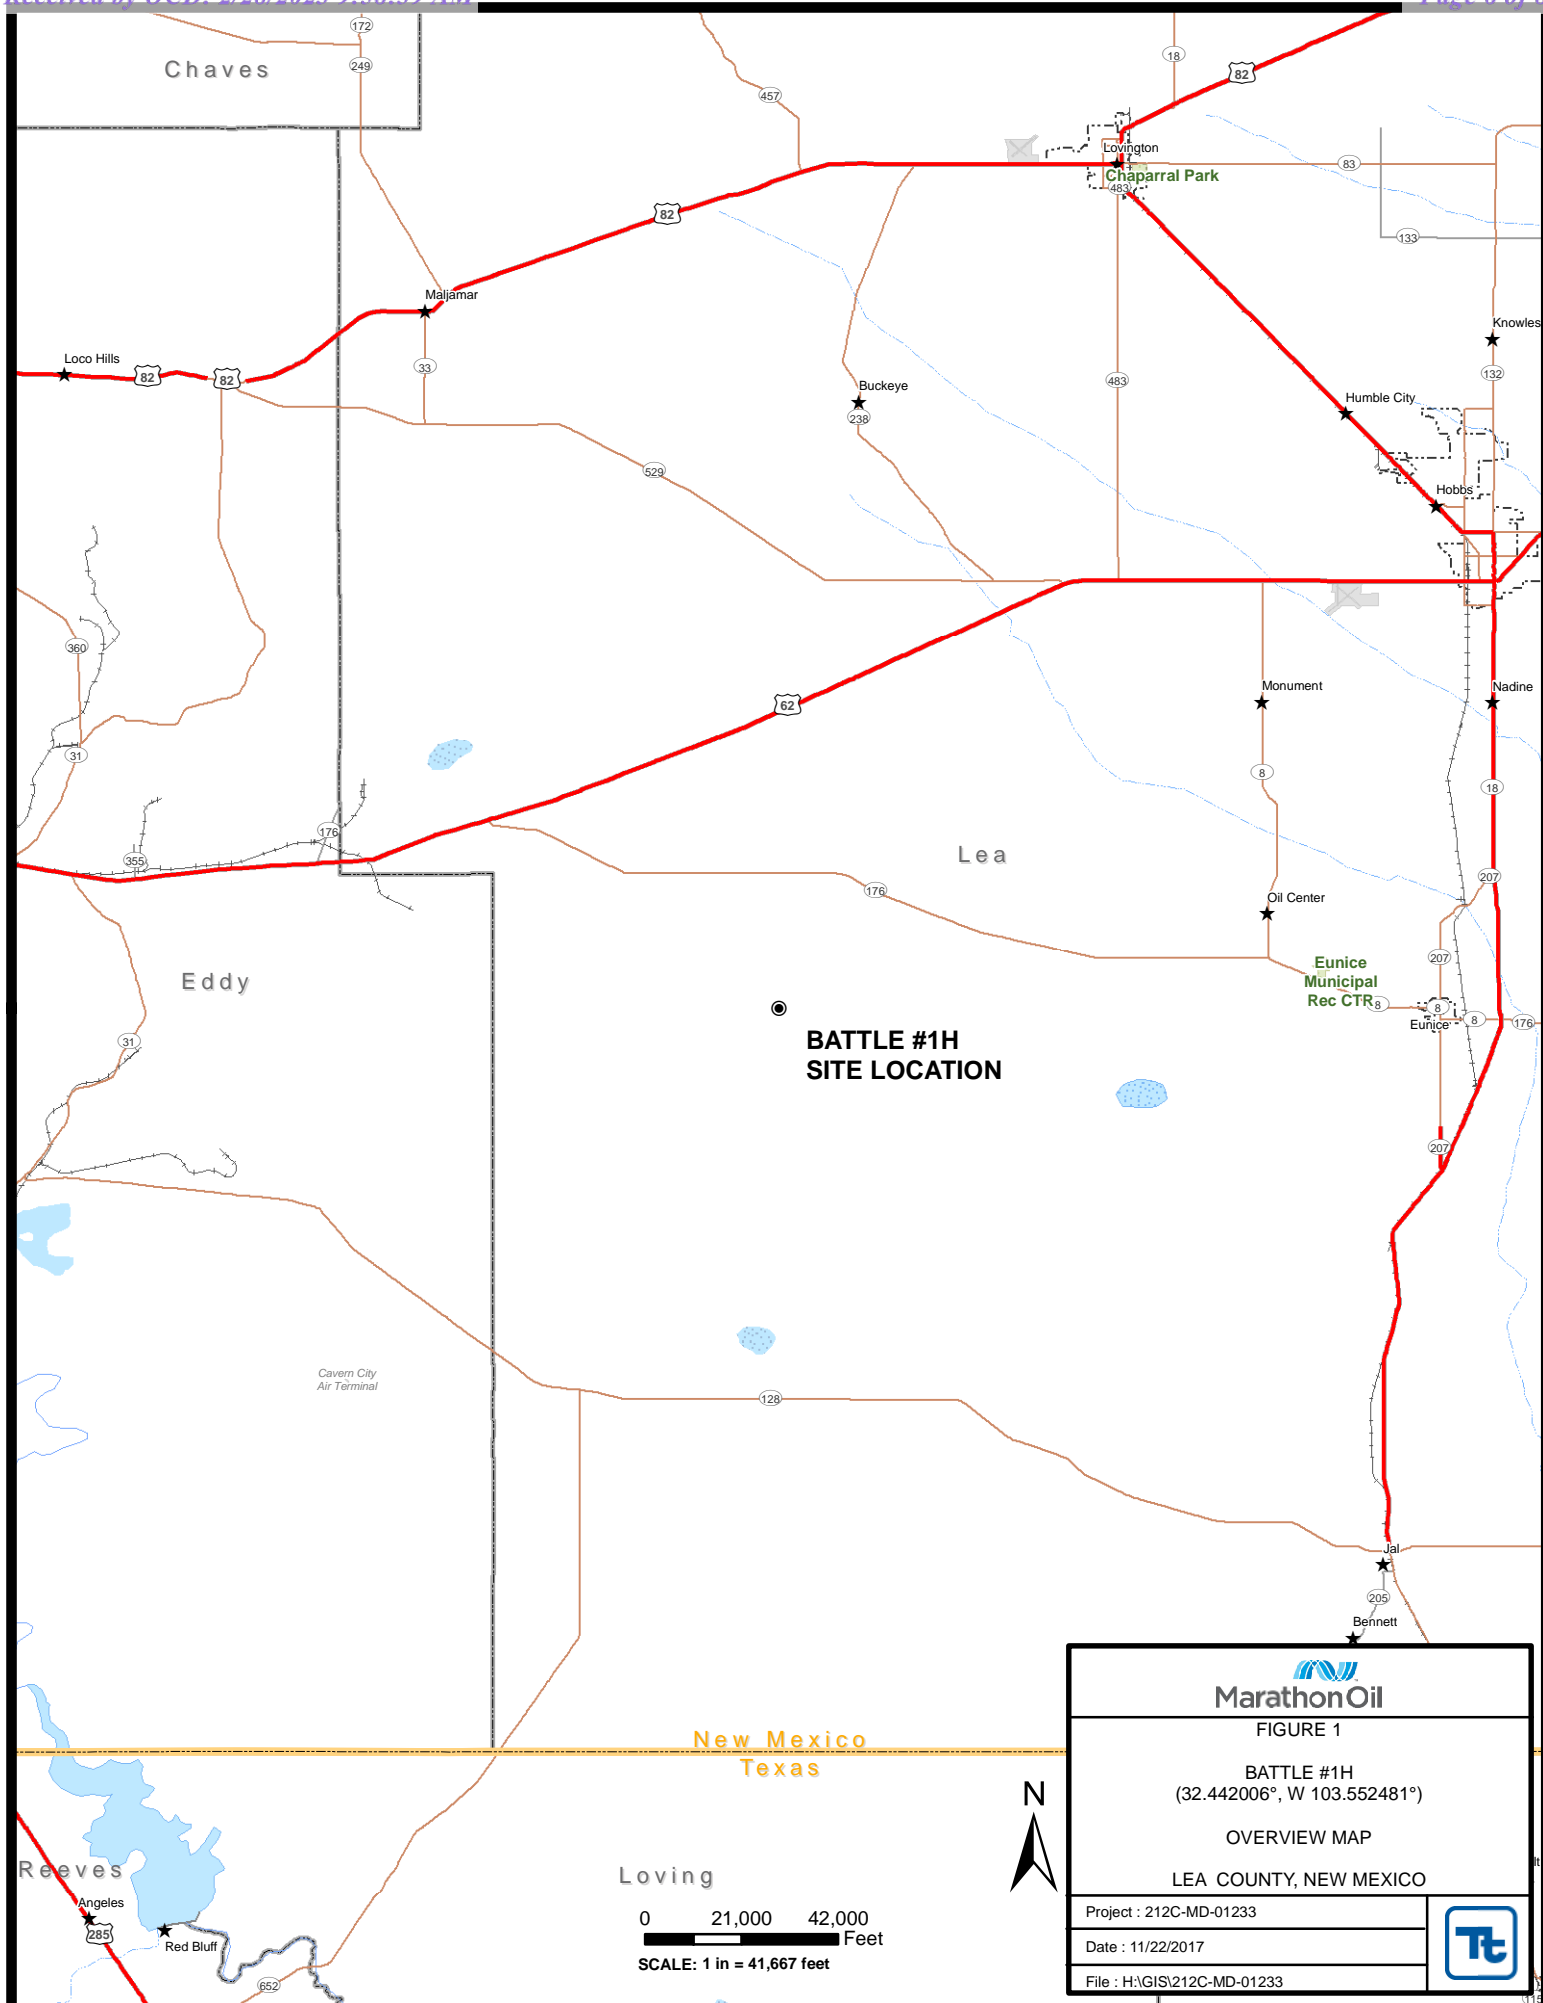 Chaves
172
249
457
18
82
Lovington
Chaparral Park
483
83
133
82
Maljamar
Knowles
Loco Hills
82
82
33
Buckeye
238
483
132
Humble City
529
Hobbs
360
Monument
Nadine
62
31
8
18
176
355
Lea
176
207
Oil Center
Eddy
Eunice
Municipal
Rec CTR
207
8
8
8
176
Eunice
BATTLE #1H
SITE LOCATION
31
207
Cavern City
Air Terminal
128
Jal
205
Bennett
New Mexico
Texas
Reeves
Angeles
285
Red Bluff
652
Loving
N
0 21,000 42,000
Feet
SCALE: 1 in = 41,667 feet
Marathon Oil
FIGURE 1
BATTLE #1H
(32.442006°, W 103.552481°)
OVERVIEW MAP
LEA COUNTY, NEW MEXICO
Project : 212C-MD-01233
Date : 11/22/2017
File : H:\GIS\212C-MD-01233
Tt
115